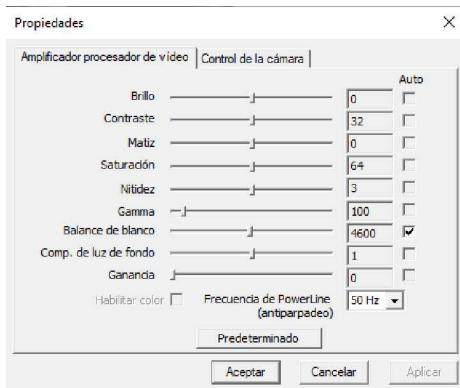 Propiedades
Amplificador procesador de vídeo Control de la cámara
Auto
Brillo 0
Contraste 32
Matiz 0
Saturación 64
Nitidez 3
Gamma 100
Balance de blanco 4600
Comp. de luz de fondo 1
Ganancia 0
Habilitar color Frecuencia de PowerLine 50 Hz
(antiparpadeo)
Predeterminado
Aceptar Cancelar Aplicar